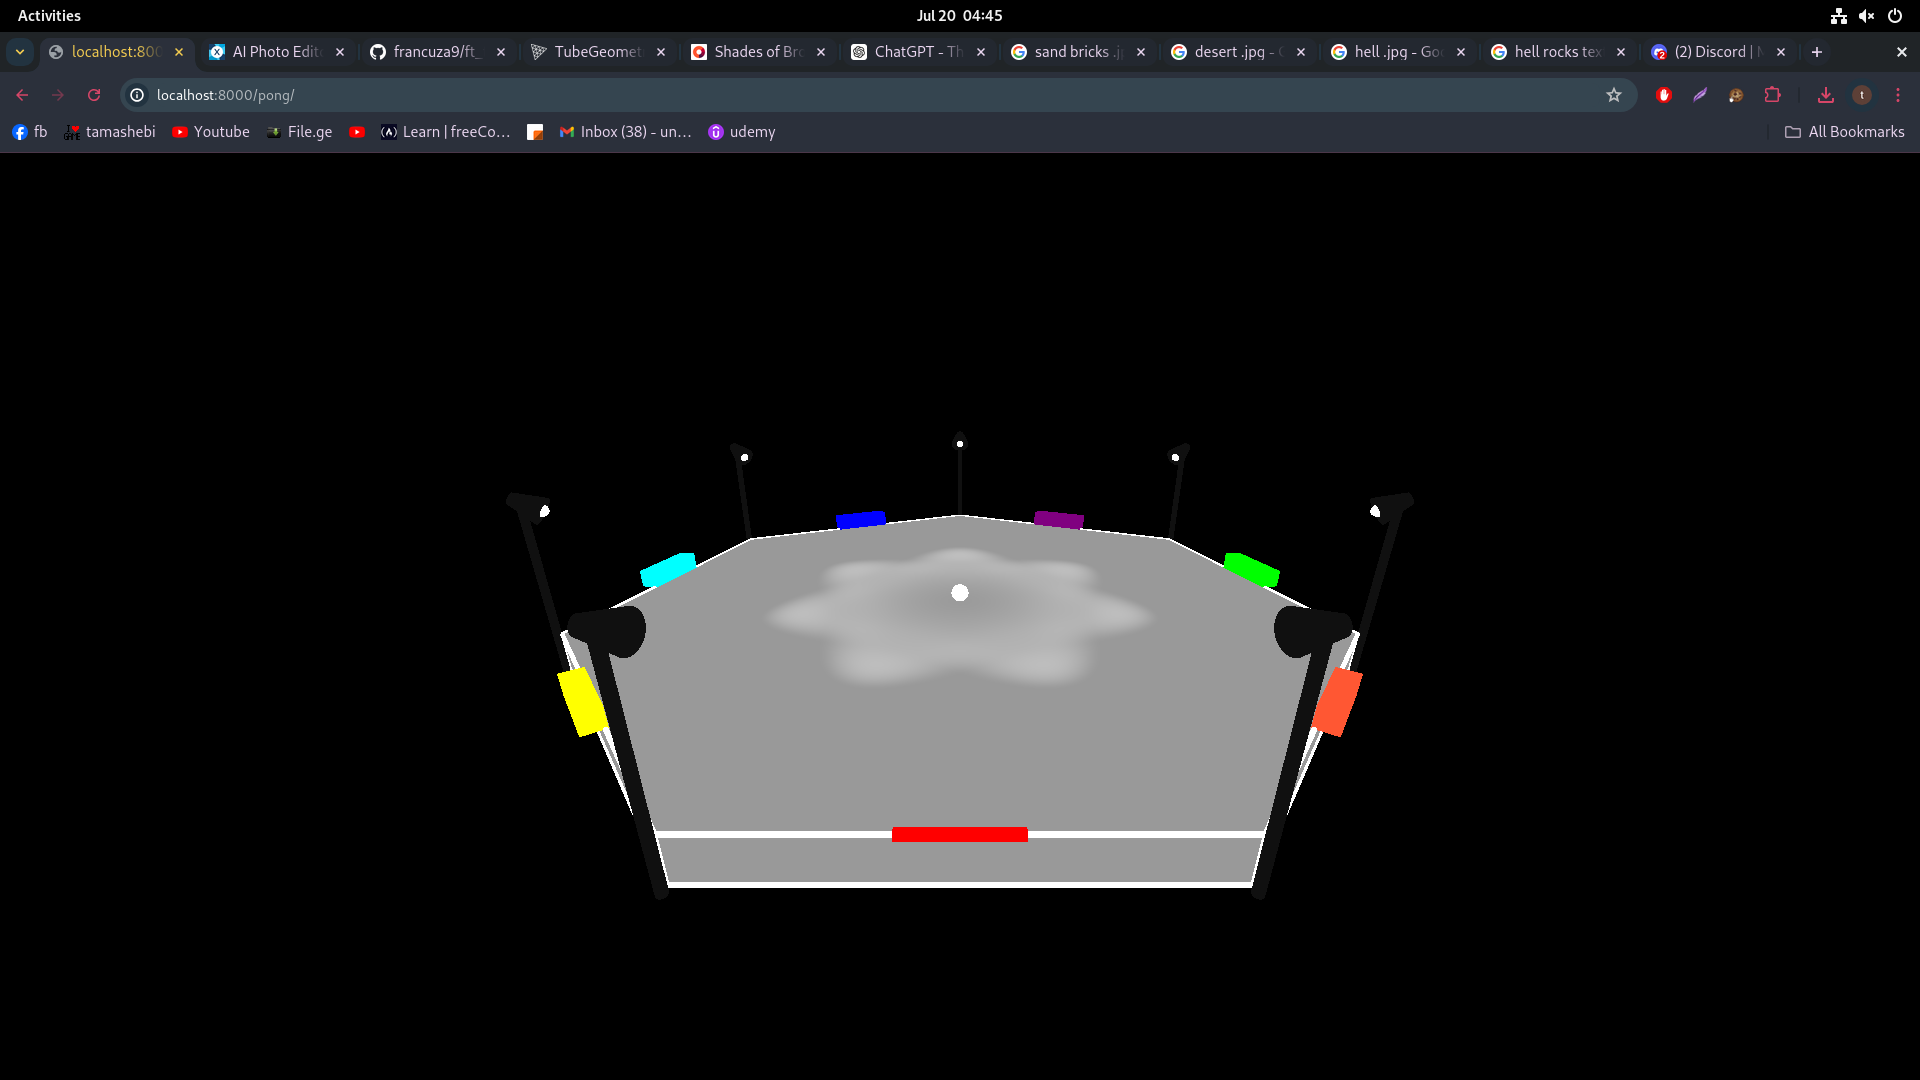 Activities
Jul 20 04:45
localhost:800
AI Photo Edit
francuza9/ft_
TubeGeomet
Shades of Bro
ChatGPT - Th
sand bricks .j
desert .jpg - G
hell .jpg - Goo
hell rocks tex
(2) Discord |
localhost:8000/pong/
t
fb
tamashebi
Youtube
File.ge
Learn | freeCo…
Inbox (38) - un…
udemy
All Bookmarks